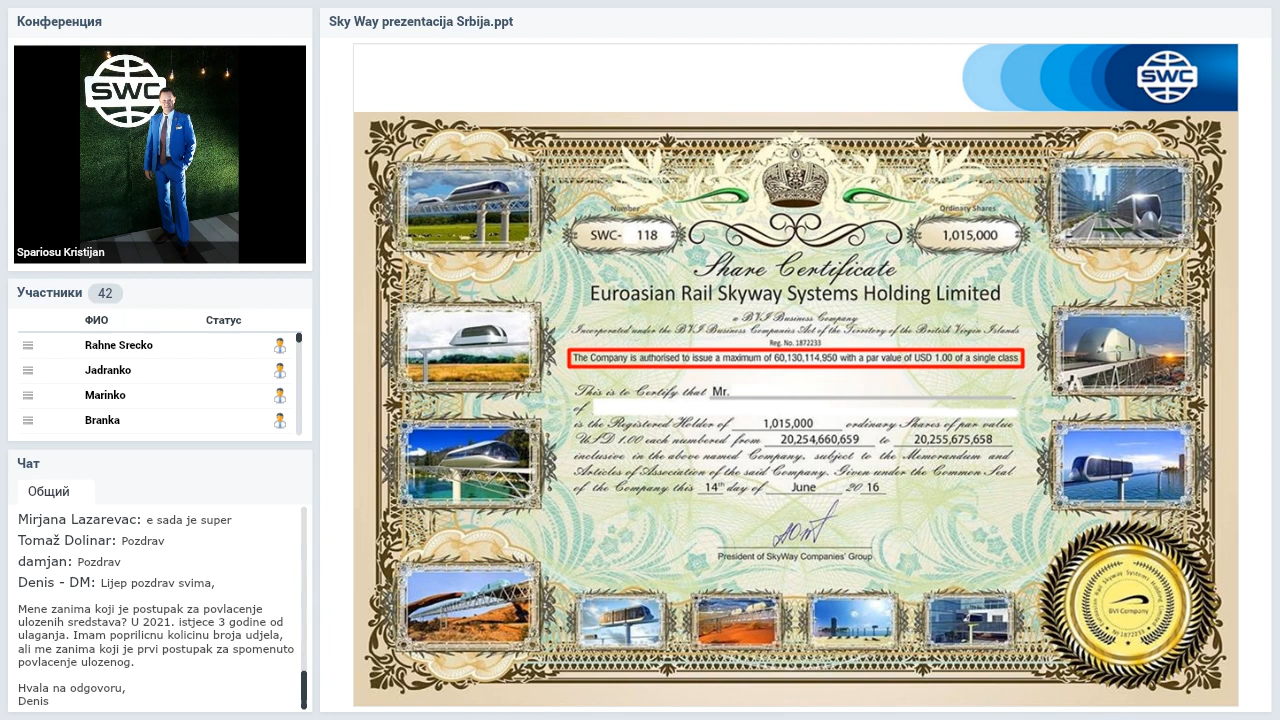 Конференция
SWC
Spariosu Kristijan
Участники 42
ФИО Статус
Rahne Srecko
Jadranko
Marinko
Branka
Чат
Общий
Mirjana Lazarevac: e sada je super
Tomaž Dolinar: Pozdrav
damjan: Pozdrav
Denis - DM: Lijep pozdrav svima,
Mene zanima koji je postupak za povlacenje
ulozenih sredstava? U 2021. istjece 3 godine od
ulaganja. Imam poprilicnu kolicinu broja udjela,
ali me zanima koji je prvi postupak za spomenuto
povlacenje ulozenog.
Hvala na odgovoru,
Denis
Sky Way prezentacija Srbija.ppt
SWC
Number Ordinary Shares
SWC- 118 1,015,000
Share Certificate
Euroasian Rail Skyway Systems Holding Limited
a BVI Business Company
Incorporated under the BVI Business Companies Act of the Territory of the British Virgin Islands
Reg. No. 1872233
The Company is authorised to issue a maximum of 60,130,114,950 with a par value of USD 1.00 of a single class
This is to Certify that Mr.
of
is the Registered Holder of 1,015,000 ordinary Shares of par value
USD 1.00 each numbered from 20,254,660,659 to 20,255,675,658
inclusive in the above named Company, subject to the Memorandum and
Articles of Association of the said Company. Given under the Common Seal
of the Company this 14th day of June 20 16
President of SkyWay Companies' Group
Euroasian Rail Skyway Systems Holding Limited
BVI Company
№ 1872233